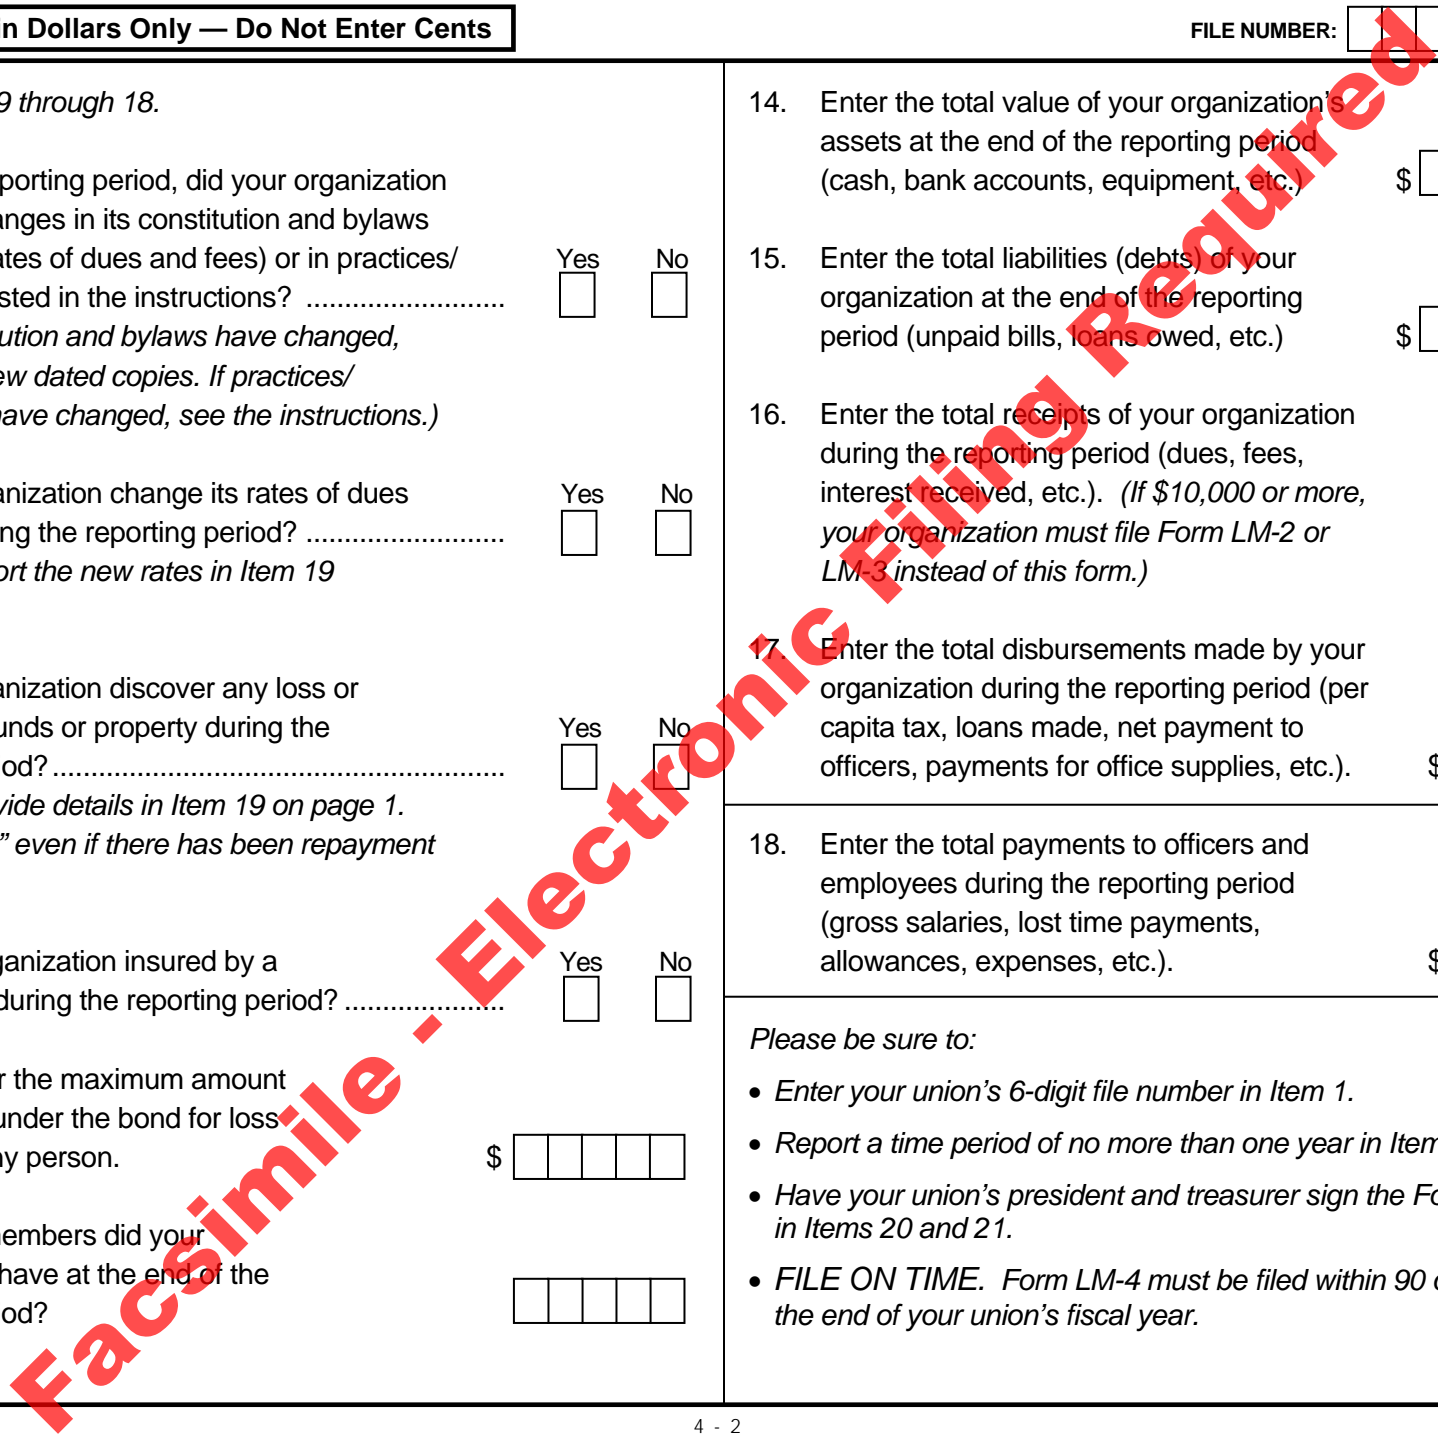 in Dollars Only — Do Not Enter Cents
FILE NUMBER:
9 through 18.
porting period, did your organization
anges in its constitution and bylaws
ates of dues and fees) or in practices/
sted in the instructions? ..........................
Yes No
ution and bylaws have changed,
ew dated copies. If practices/
have changed, see the instructions.)
anization change its rates of dues
ing the reporting period? ..........................
Yes No
ort the new rates in Item 19
anization discover any loss or
unds or property during the
od? ...........................................................
Yes No
vide details in Item 19 on page 1.
” even if there has been repayment
ganization insured by a
during the reporting period? .....................
Yes No
r the maximum amount
under the bond for loss
ny person.
$
embers did your
have at the end of the
od?
14. Enter the total value of your organization’s
assets at the end of the reporting period
(cash, bank accounts, equipment, etc.)
$
15. Enter the total liabilities (debts) of your
organization at the end of the reporting
period (unpaid bills, loans owed, etc.)
$
16. Enter the total receipts of your organization
during the reporting period (dues, fees,
interest received, etc.). (If $10,000 or more,
your organization must file Form LM-2 or
LM-3 instead of this form.)
17. Enter the total disbursements made by your
organization during the reporting period (per
capita tax, loans made, net payment to
officers, payments for office supplies, etc.).
$
18. Enter the total payments to officers and
employees during the reporting period
(gross salaries, lost time payments,
allowances, expenses, etc.).
$
Please be sure to:
• Enter your union’s 6-digit file number in Item 1.
• Report a time period of no more than one year in Item
• Have your union’s president and treasurer sign the Fo
in Items 20 and 21.
• FILE ON TIME. Form LM-4 must be filed within 90
the end of your union’s fiscal year.
4 - 2
Facsimile - Electronic Filing Required